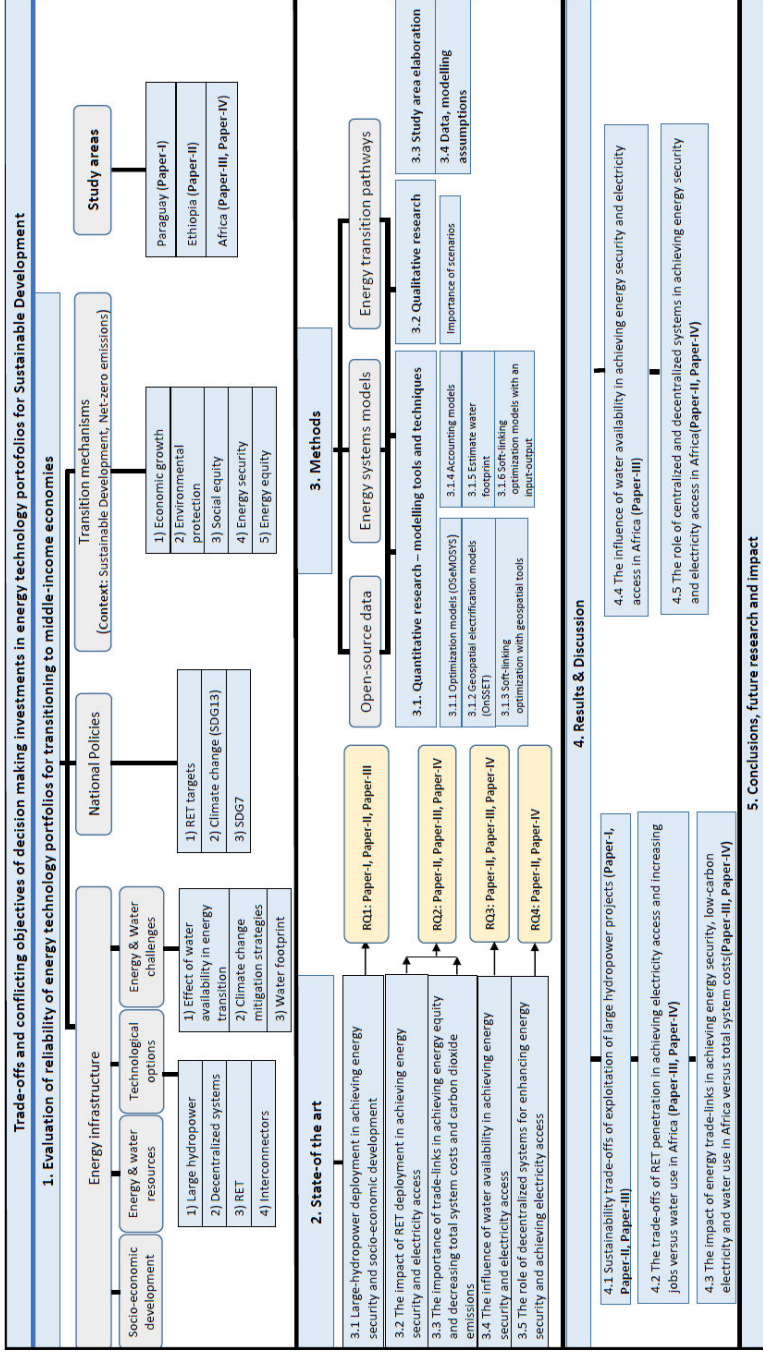 Trade-offs and conflicting objectives of decision making investments in energy technology portofolios for Sustainable Development
1. Evaluation of reliability of energy technology portfolios for transitioning to middle-income economies
Energy infrastructure
National Policies
Transition mechanisms
(Context: Sustainable Development, Net-zero emissions)
Study areas
Socio-economic
development
Energy & water
resources
Technological
options
Energy & Water
challenges
1) Large hydropower
2) Decentralized systems
3) RET
4) Interconnectors
1) Effect of water
availability in energy
transition
2) Climate change
mitigation strategies
3) Water footprint
1) RET targets
2) Climate change (SDG13)
3) SDG7
1) Economic growth
2) Environmental
protection
3) Social equity
4) Energy security
5) Energy equity
Paraguay (Paper-I)
Ethiopia (Paper-II)
Africa (Paper-III, Paper-IV)
2. State-of the art
3.1 Large-hydropower deployment in achieving energy
security and socio-economic development
3.2 The impact of RET deployment in achieving energy
security and electricity access
3.3 The importance of trade-links in achieving energy equity
and decreasing total system costs and carbon dioxide
emissions
3.4 The influence of water availability in achieving energy
security and electricity access
3.5 The role of decentralized systems for enhancing energy
security and achieving electricity access
RQ1: Paper-I, Paper-II, Paper-III
RQ2: Paper-II, Paper-III, Paper-IV
RQ3: Paper-II, Paper-III, Paper-IV
RQ4: Paper-II, Paper-IV
3. Methods
Open-source data
Energy systems models
Energy transition pathways
3.1. Quantitative research – modelling tools and techniques
3.1.1 Optimization models (OSeMOSYS)
3.1.2 Geospatial electrification models
(OnSSET)
3.1.3 Soft-linking
optimization with geospatial tools
3.1.4 Accounting models
3.1.5 Estimate water
footprint
3.1.6 Soft-linking
optimization models with an
input-output
3.2 Qualitative research
Importance of scenarios
3.3 Study area elaboration
3.4 Data, modelling
assumptions
4. Results & Discussion
4.1 Sustainability trade-offs of exploitation of large hydropower projects (Paper-I,
Paper-II, Paper-III)
4.2 The trade-offs of RET penetration in achieving electricity access and increasing
jobs versus water use in Africa (Paper-III, Paper-IV)
4.3 The impact of energy trade-links in achieving energy security, low-carbon
electricity and water use in Africa versus total system costs(Paper-III, Paper-IV)
4.4 The influence of water availability in achieving energy security and electricity
access in Africa (Paper-III)
4.5 The role of centralized and decentralized systems in achieving energy security
and electricity access in Africa(Paper-II, Paper-IV)
5. Conclusions, future research and impact